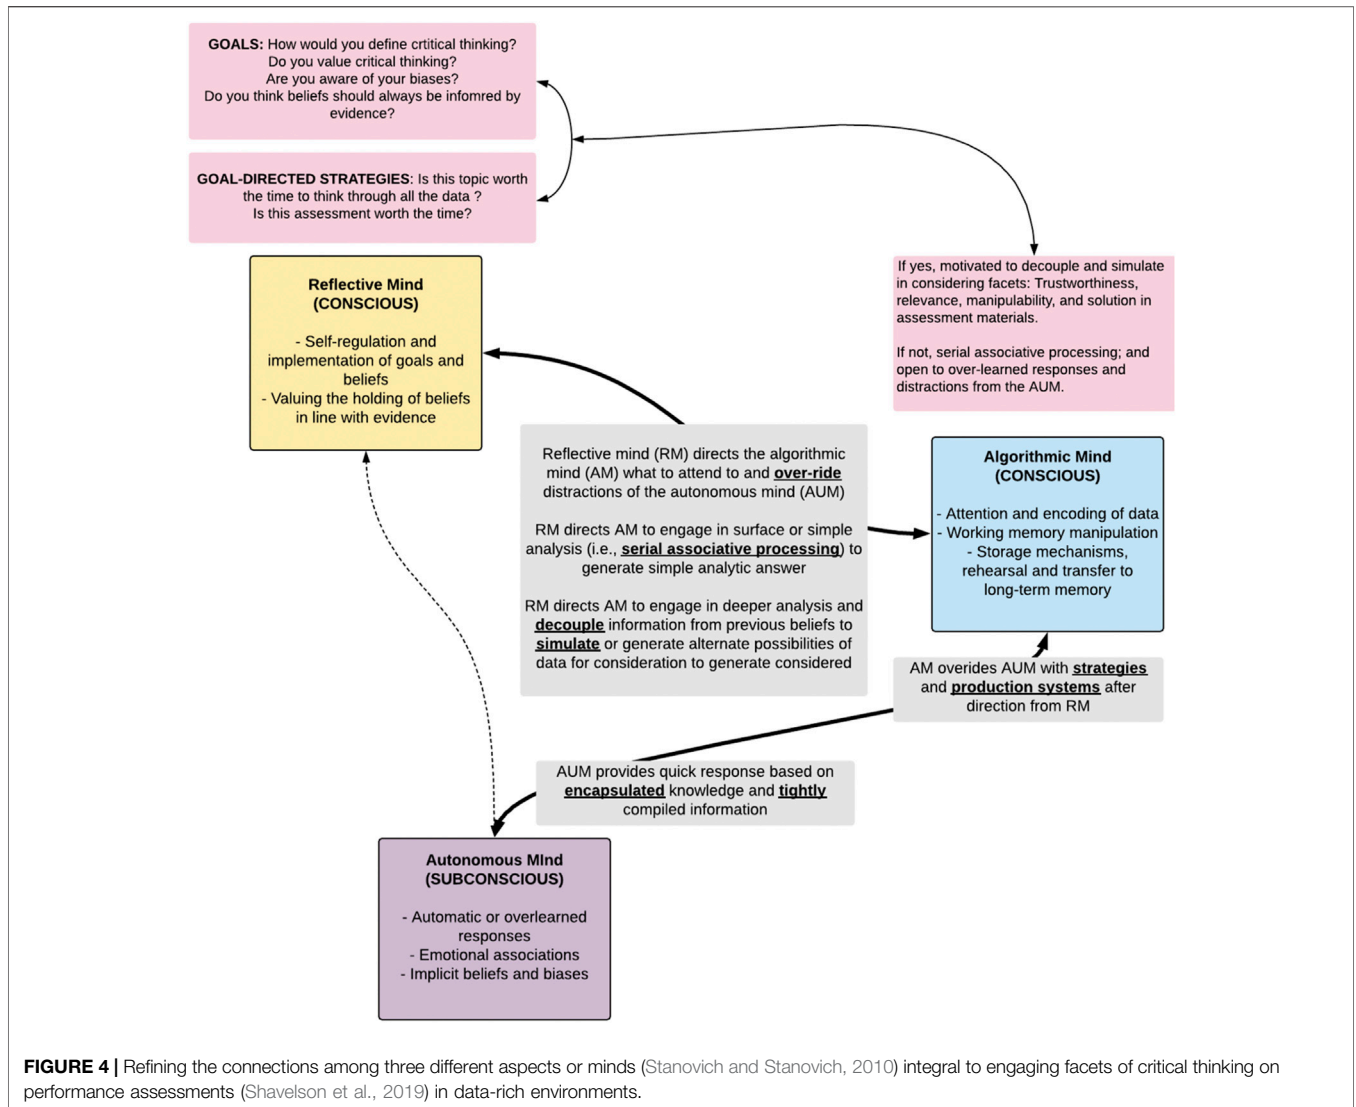 GOALS: How would you define crtitical thinking?
Do you value critical thinking?
Are you aware of your biases?
Do you think beliefs should always be infomred by
evidence?
GOAL-DIRECTED STRATEGIES: Is this topic worth
the time to think through all the data ?
Is this assessment worth the time?
If yes, motivated to decouple and simulate
in considering facets: Trustworthiness,
relevance, manipulability, and solution in
assessment materials.
If not, serial associative processing; and
open to over-learned responses and
distractions from the AUM.
Reflective Mind
(CONSCIOUS)
- Self-regulation and
implementation of goals and
beliefs
- Valuing the holding of beliefs
in line with evidence
Reflective mind (RM) directs the algorithmic
mind (AM) what to attend to and over-ride
distractions of the autonomous mind (AUM)
RM directs AM to engage in surface or simple
analysis (i.e., serial associative processing) to
generate simple analytic answer
RM directs AM to engage in deeper analysis and
decouple information from previous beliefs to
simulate or generate alternate possibilities of
data for consideration to generate considered
Algorithmic Mind
(CONSCIOUS)
- Attention and encoding of data
- Working memory manipulation
- Storage mechanisms,
rehearsal and transfer to
long-term memory
AM overides AUM with strategies
and production systems after
direction from RM
AUM provides quick response based on
encapsulated knowledge and tightly
compiled information
Autonomous MInd
(SUBCONSCIOUS)
- Automatic or overlearned
responses
- Emotional associations
- Implicit beliefs and biases
FIGURE 4 | Refining the connections among three different aspects or minds (Stanovich and Stanovich, 2010) integral to engaging facets of critical thinking on
performance assessments (Shavelson et al., 2019) in data-rich environments.